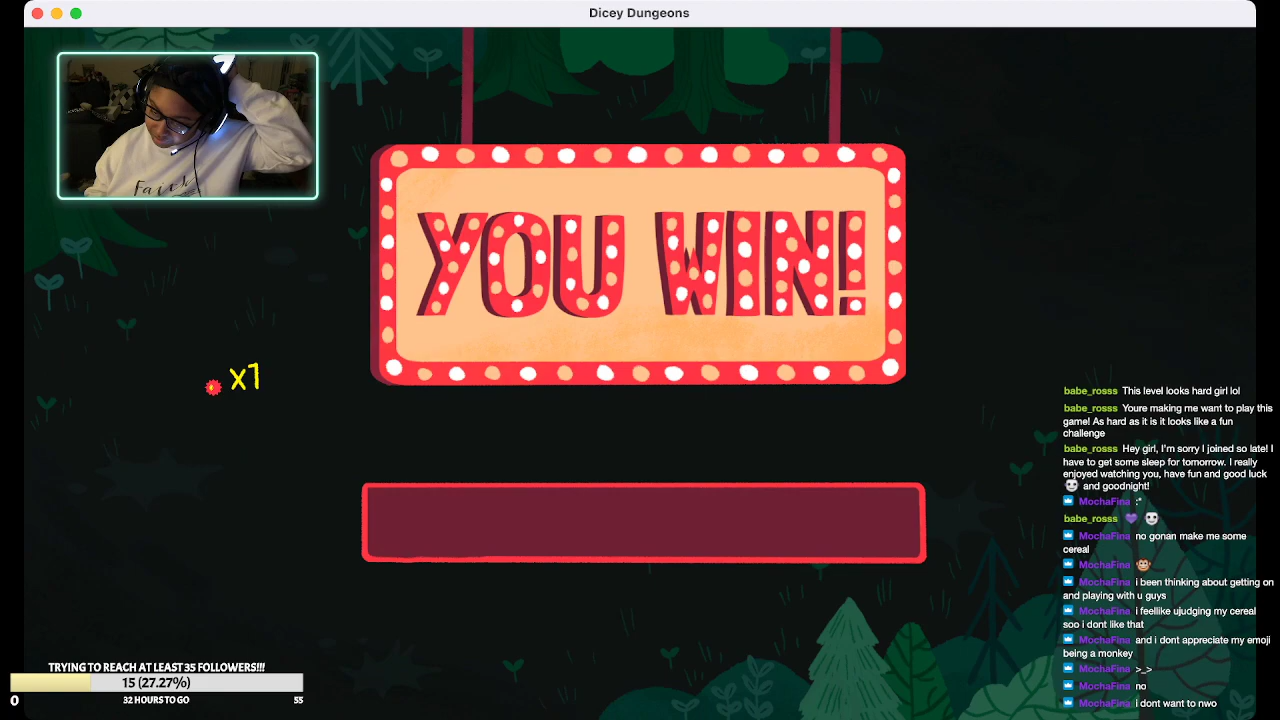 Dicey Dungeons
Fairy
YOU WIN!
x1
babe_rosss This level looks hard girl lol
babe_rosss Youre making me want to play this
game! As hard as it is it looks like a fun
challenge
babe_rosss Hey girl, I'm sorry I joined so late! I
have to get some sleep for tomorrow. I really
enjoyed watching you, have fun and good luck
and goodnight!
MochaFina :*
babe_rosss
MochaFina no gonan make me some
cereal
MochaFina
MochaFina i been thinking about getting on
and playing with u guys
MochaFina i feellike ujudging my cereal
soo i dont like that
MochaFina and i dont appreciate my emoji
being a monkey
MochaFina >_>
MochaFina no
MochaFina i dont want to nwo
TRYING TO REACH AT LEAST 35 FOLLOWERS!!!
15 (27.27%)
0 32 HOURS TO GO 55